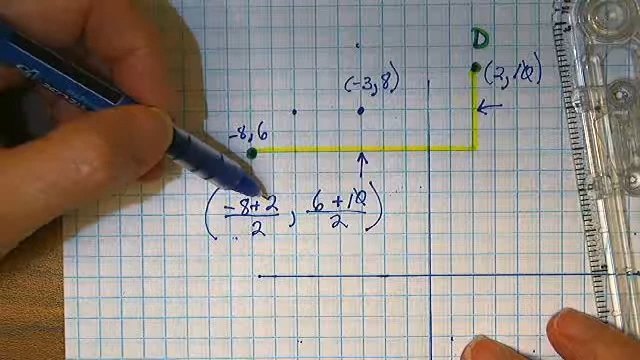 D
(-3,8)
(2,10)
-8,6
(-8+2/2, 6+10/2)